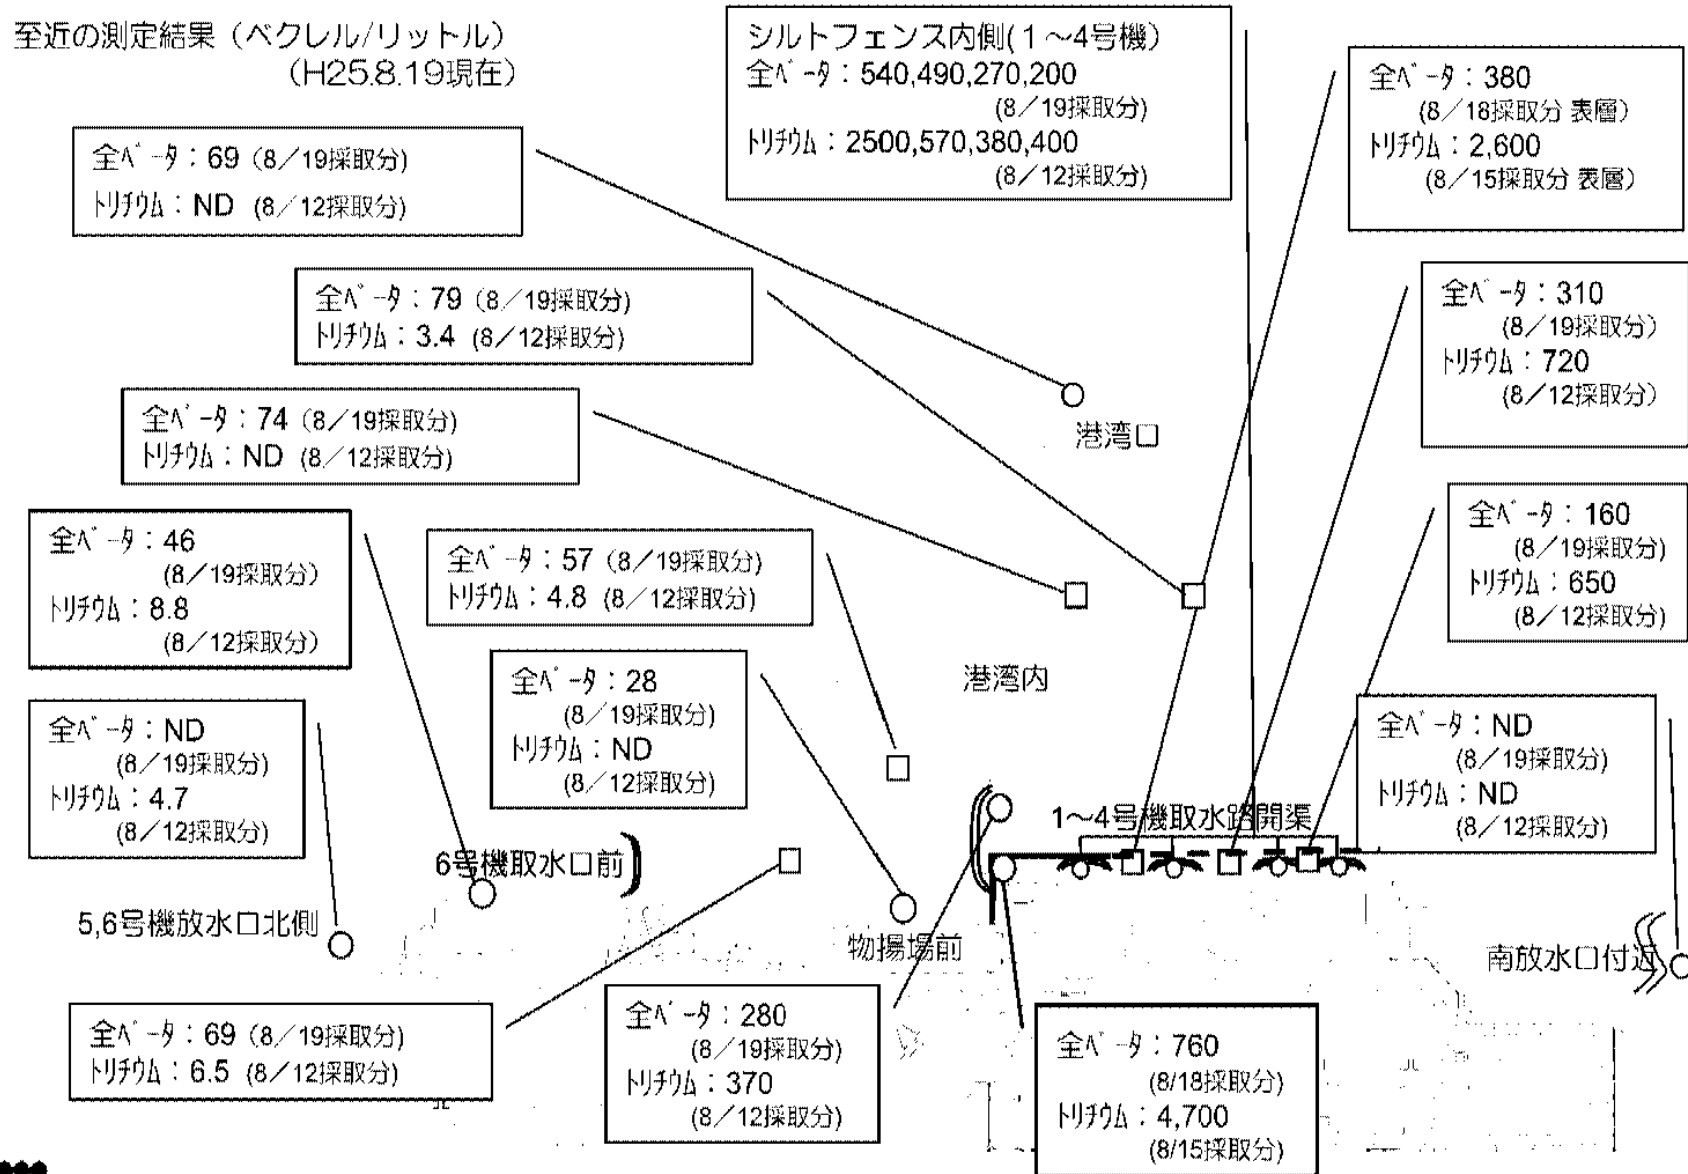 至近の測定結果（ベクレル/リットル）
（H25.8.19現在）
シルトフェンス内側(１～4号機)
全ﾍﾞｰﾀ：540,490,270,200
(8／19採取分)
ﾄﾘﾁｳﾑ：2500,570,380,400
(8／12採取分)
全ﾍﾞｰﾀ：380
(8／18採取分 表層)
ﾄﾘﾁｳﾑ：2,600
(8／15採取分 表層)
全ﾍﾞｰﾀ：69（8／19採取分)
ﾄﾘﾁｳﾑ：ND (8／12採取分)
全ﾍﾞｰﾀ：79（8／19採取分)
ﾄﾘﾁｳﾑ：3.4 (8／12採取分)
全ﾍﾞｰﾀ：310
(8／19採取分)
ﾄﾘﾁｳﾑ：720
(8／12採取分)
全ﾍﾞｰﾀ：74（8／19採取分)
ﾄﾘﾁｳﾑ：ND (8／12採取分)
港湾口
全ﾍﾞｰﾀ：46
(8／19採取分)
ﾄﾘﾁｳﾑ：8.8
(8／12採取分)
全ﾍﾞｰﾀ：57（8／19採取分)
ﾄﾘﾁｳﾑ：4.8 (8／12採取分)
全ﾍﾞｰﾀ：160
(8／19採取分)
ﾄﾘﾁｳﾑ：650
(8／12採取分)
全ﾍﾞｰﾀ：28
(8／19採取分)
ﾄﾘﾁｳﾑ：ND
(8／12採取分)
港湾内
全ﾍﾞｰﾀ：ND
(8／19採取分)
ﾄﾘﾁｳﾑ：4.7
(8／12採取分)
全ﾍﾞｰﾀ：ND
(8／19採取分)
ﾄﾘﾁｳﾑ：ND
(8／12採取分)
1～4号機取水路開渠
6号機取水口前
5,6号機放水口北側
物揚場前
南放水口付近
全ﾍﾞｰﾀ：69（8／19採取分)
ﾄﾘﾁｳﾑ：6.5 (8／12採取分)
全ﾍﾞｰﾀ：280
(8／19採取分)
ﾄﾘﾁｳﾑ：370
(8／12採取分)
全ﾍﾞｰﾀ：760
(8/18採取分)
ﾄﾘﾁｳﾑ：4,700
(8/15採取分)